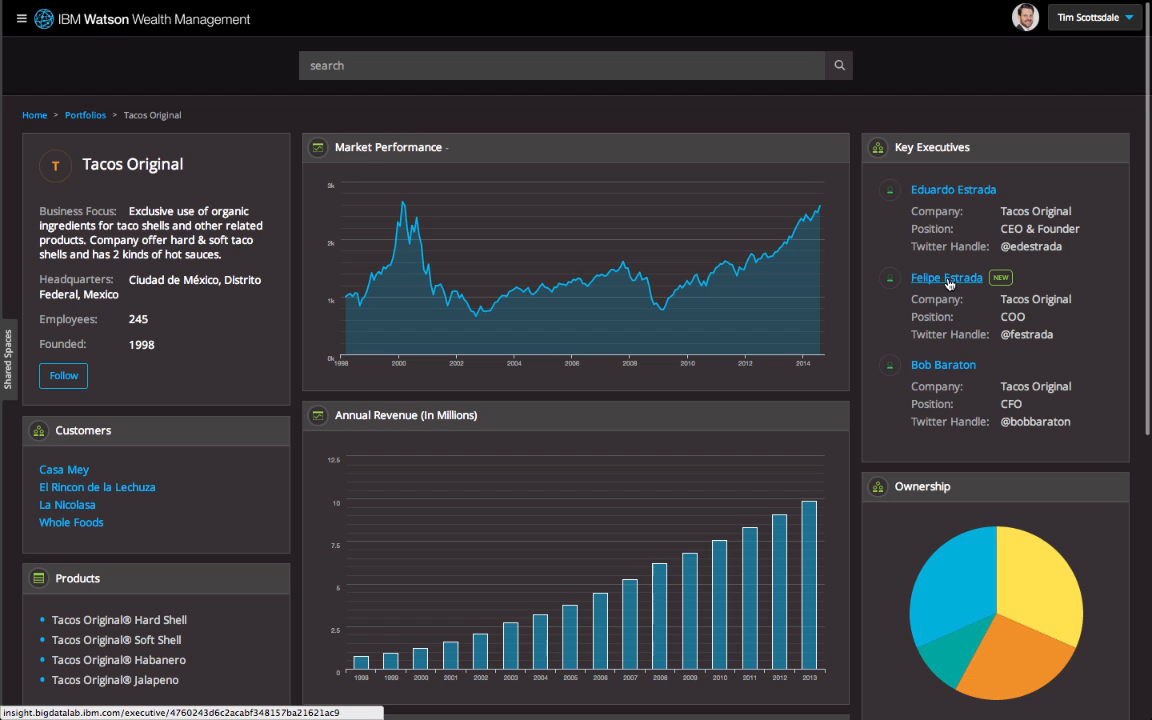 IBM Watson Wealth Management
Tim Scottsdale
search
Home > Portfolios > Tacos Original
T
Tacos Original
Business Focus: Exclusive use of organic
ingredients for taco shells and other related
products. Company offer hard & soft taco
shells and has 2 kinds of hot sauces.
Headquarters: Ciudad de México, Distrito
Federal, Mexico
Employees: 245
Founded: 1998
Follow
Shared Spaces
Customers
Casa Mey
El Rincon de la Lechuza
La Nicolasa
Whole Foods
Products
Tacos Original® Hard Shell
Tacos Original® Soft Shell
Tacos Original® Habanero
Tacos Original® Jalapeno
insight.bigdatalab.ibm.com/executive/4760243d6c2acabf348157ba21621ac9
Market Performance -
3k
2k
1k
0k
1998 2000 2002 2004 2006 2008 2010 2012 2014
Annual Revenue (In Millions)
12.5
10
7.5
5
2.5
0
1998 1999 2000 2001 2002 2003 2004 2005 2006 2007 2008 2009 2010 2011 2012 2013
Key Executives
Eduardo Estrada
Company: Tacos Original
Position: CEO & Founder
Twitter Handle: @edestrada
Felipe Estrada NEW
Company: Tacos Original
Position: COO
Twitter Handle: @festrada
Bob Baraton
Company: Tacos Original
Position: CFO
Twitter Handle: @bobbaraton
Ownership